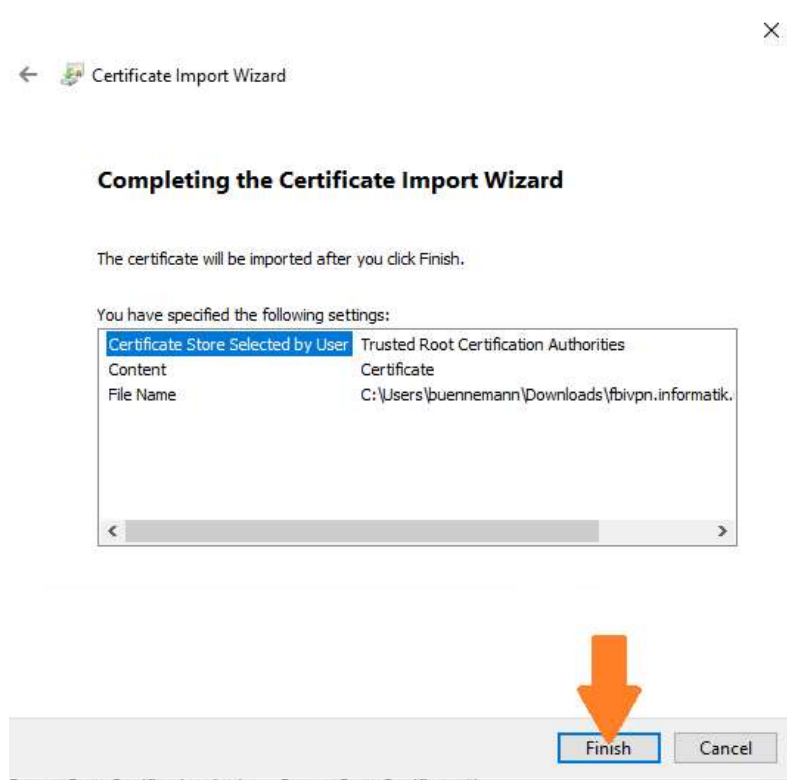 Certificate Import Wizard
Completing the Certificate Import Wizard
The certificate will be imported after you click Finish.
You have specified the following settings:
Certificate Store Selected by User Trusted Root Certification Authorities
Content Certificate
File Name C:\Users\buennemann\Downloads\fbivpn.informatik.
Finish Cancel